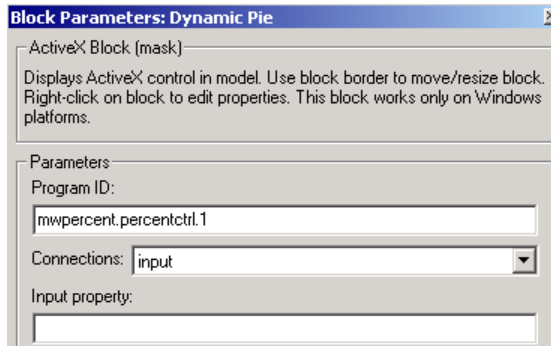 Block Parameters: Dynamic Pie
ActiveX Block (mask)
Displays ActiveX control in model. Use block border to move/resize block.
Right-click on block to edit properties. This block works only on Windows
platforms.
Parameters
Program ID:
mwpercent.percentctrl.1
Connections: input
Input property: